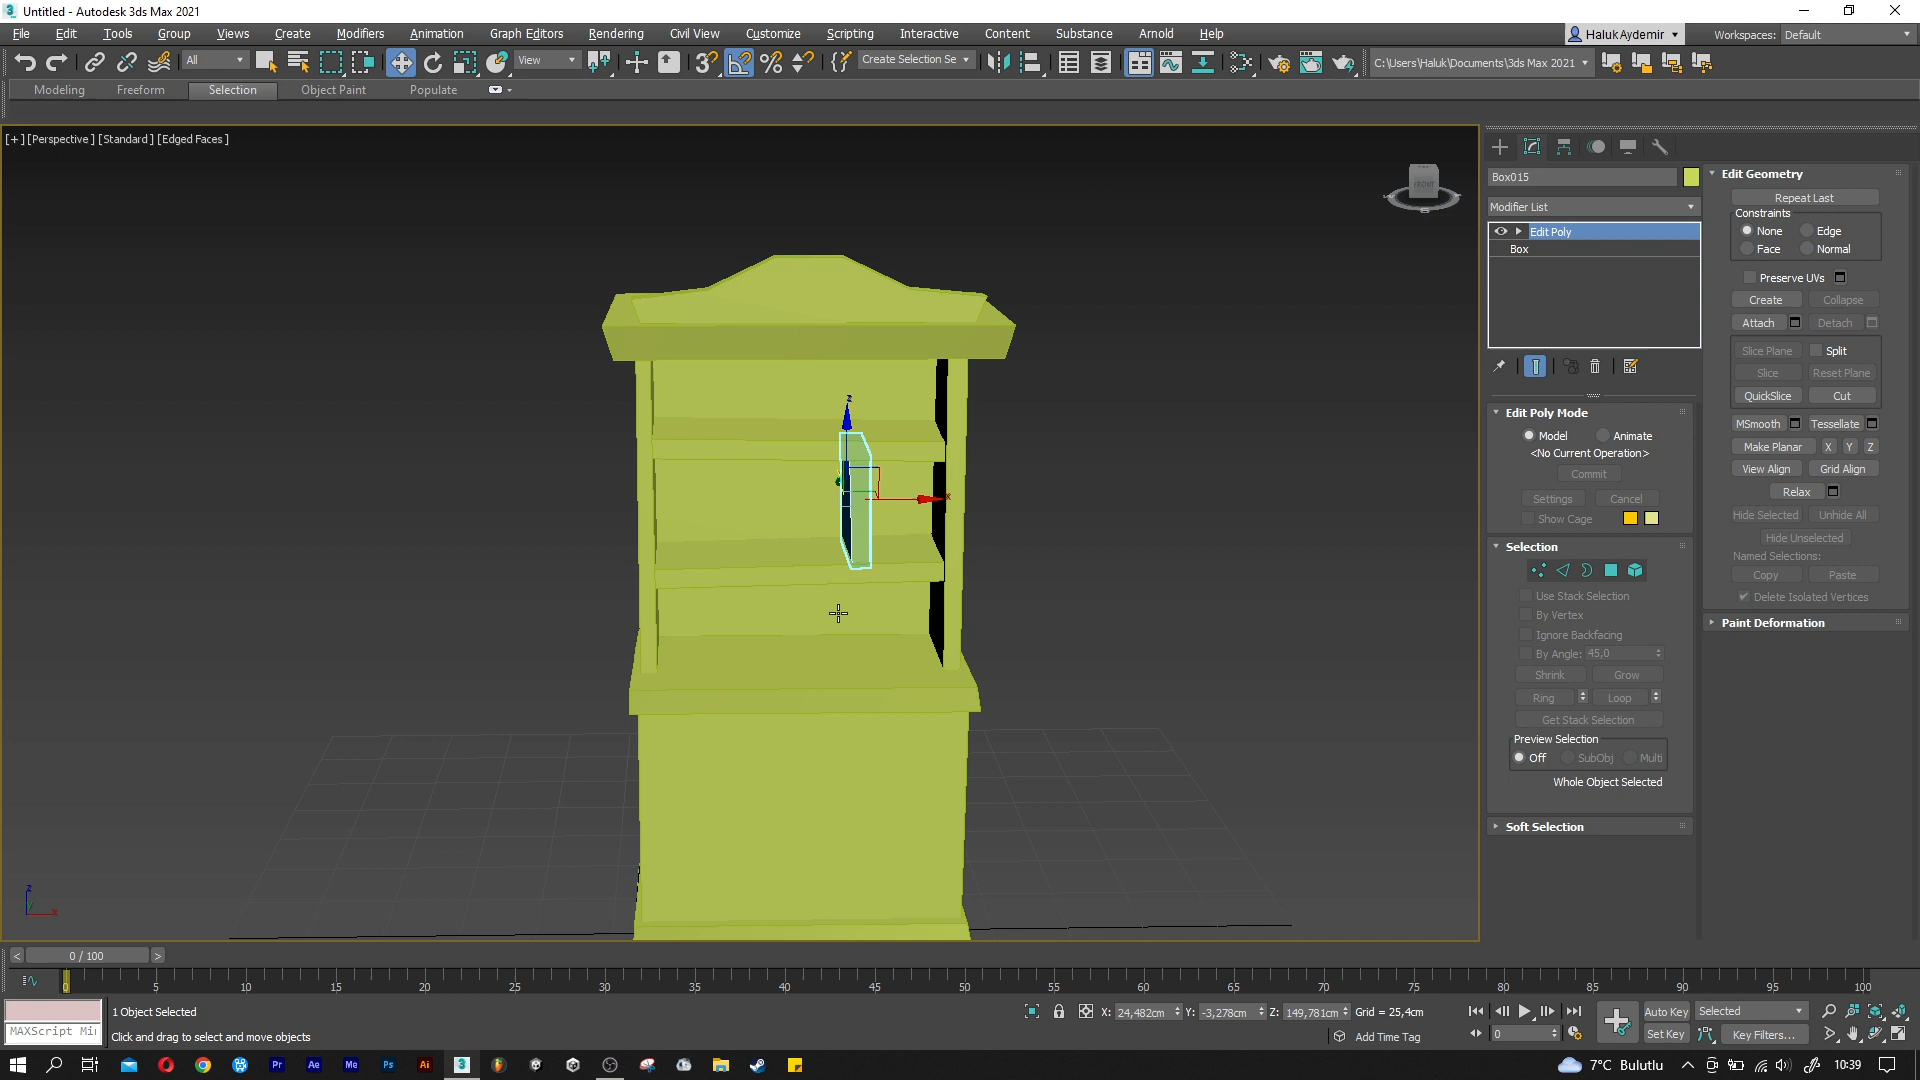 Untitled - Autodesk 3ds Max 2021
File Edit Tools Group Views Create Modifiers Animation Graph Editors Rendering Civil View Customize Scripting Interactive Content Substance Arnold Help Haluk Aydemir Workspaces: Default
All View Create Selection Se C:\Users\Haluk\Documents\3ds Max 2021
Modeling Freeform Selection Object Paint Populate
[+] [Perspective ] [Standard ] [Edged Faces ]
FRONT
Box015
Modifier List
Edit Poly
Box
Edit Poly Mode
Model Animate
<No Current Operation>
Commit
Settings Cancel
Show Cage
Selection
Use Stack Selection
By Vertex
Ignore Backfacing
By Angle: 45,0
Shrink Grow
Ring Loop
Get Stack Selection
Preview Selection
Off SubObj Multi
Whole Object Selected
Soft Selection
Edit Geometry
Repeat Last
Constraints
None Edge
Face Normal
Preserve UVs
Create Collapse
Attach Detach
Slice Plane Split
Slice Reset Plane
QuickSlice Cut
MSmooth Tessellate
Make Planar X Y Z
View Align Grid Align
Relax
Hide Selected Unhide All
Hide Unselected
Named Selections:
Copy Paste
Delete Isolated Vertices
Paint Deformation
z
x
z
y
x
< 0 / 100 >
0 5 10 15 20 25 30 35 40 45 50 55 60 65 70 75 80 85 90 95 100
1 Object Selected
X: 24,482cm Y: -3,278cm Z: 149,781cm Grid = 25,4cm
Auto Key Selected
MAXScript Mi
Click and drag to select and move objects
Add Time Tag
0
Set Key Key Filters...
Pr Ae Me Ps Ai 3
7°C Bulutlu
10:39